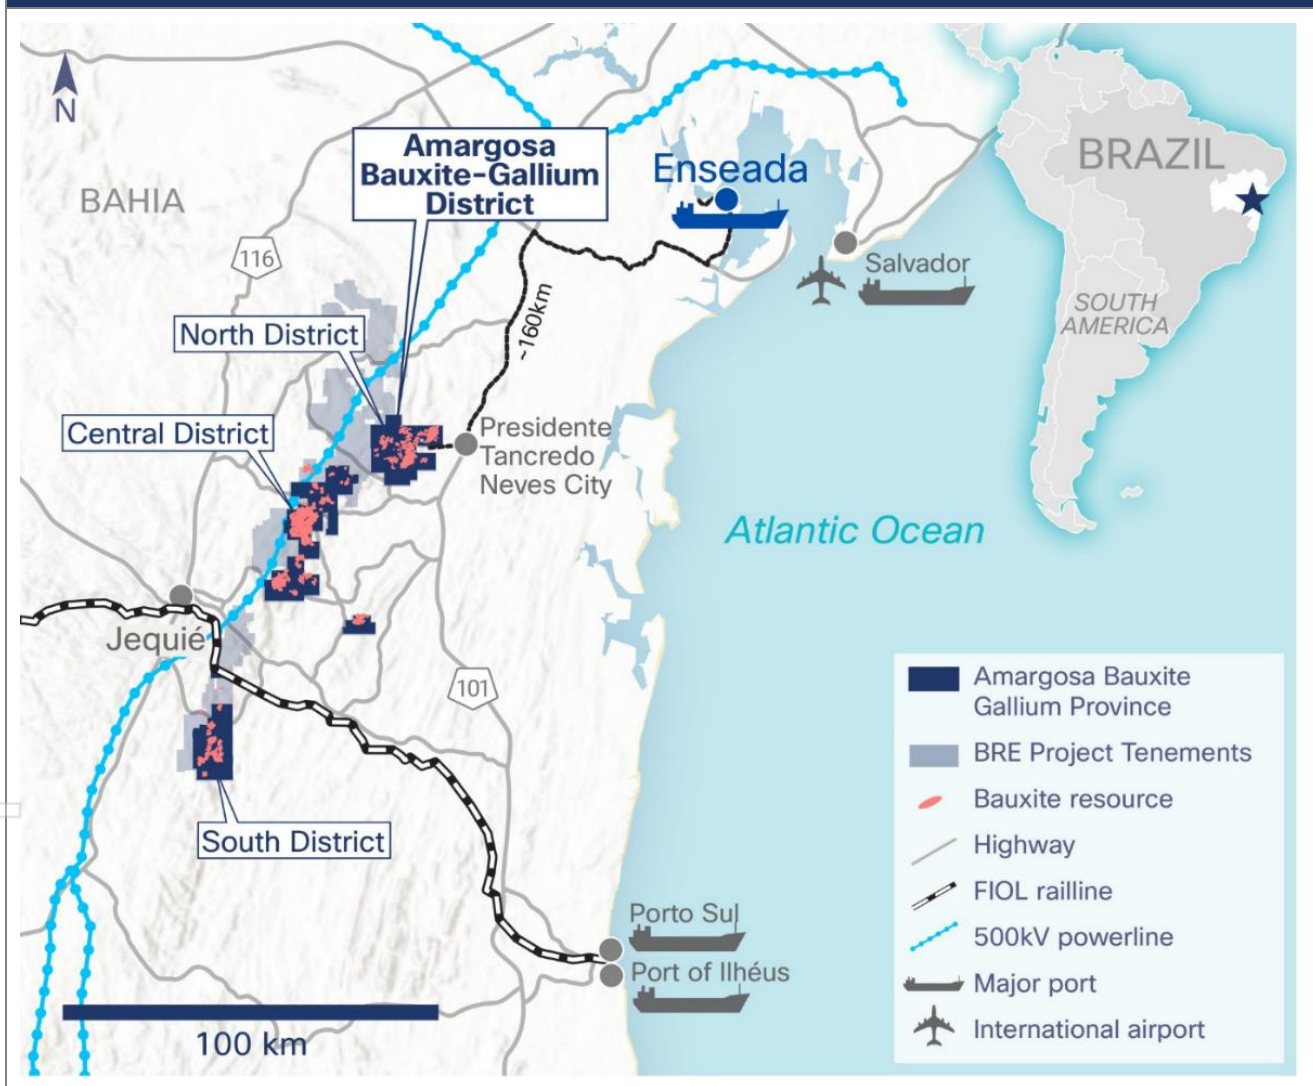 N
BAHIA
116
Amargosa
Bauxite-Gallium
District
Enseada
Salvador
BRAZIL
SOUTH
AMERICA
North District
~160km
Central District
Presidente
Tancredo
Neves City
Atlantic Ocean
Jequié
101
South District
Porto Sul
Port of Ilhéus
100 km
Amargosa Bauxite
Gallium Province
BRE Project Tenements
Bauxite resource
Highway
FIOL railline
500kV powerline
Major port
International airport